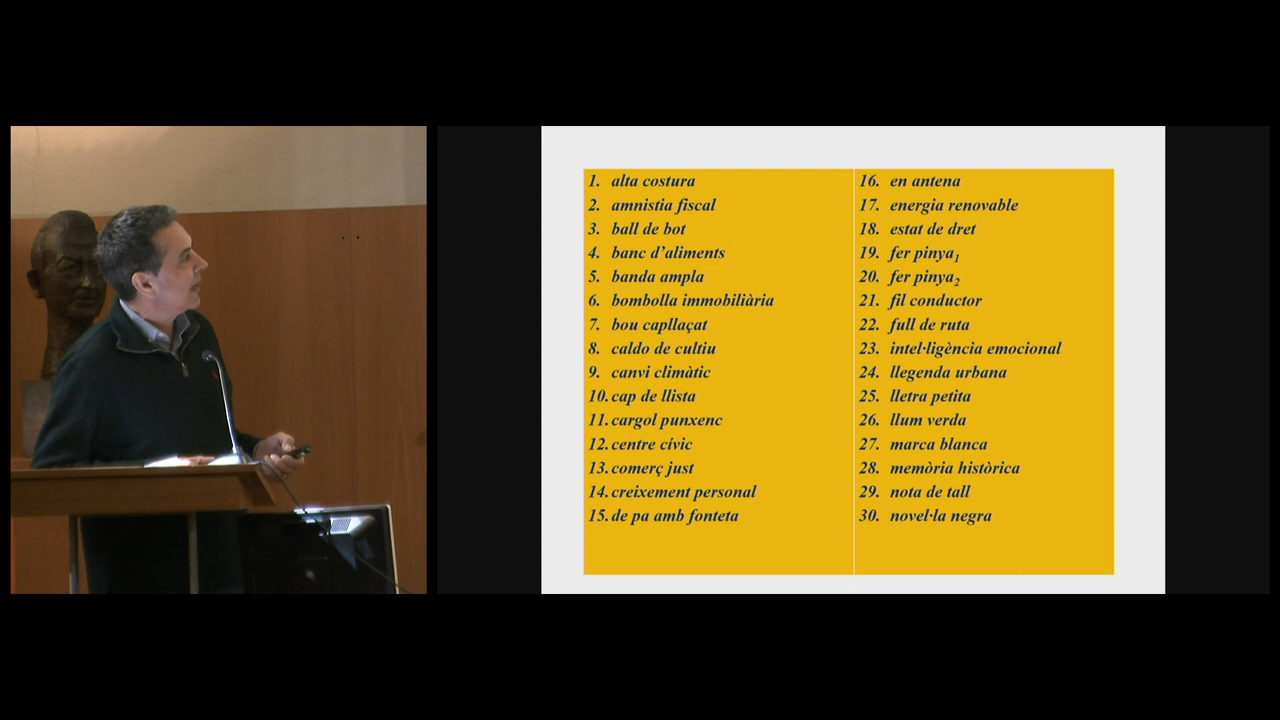 1. alta costura
2. amnistia fiscal
3. ball de bot
4. banc d’aliments
5. banda ampla
6. bombolla immobiliària
7. bou capllaçat
8. caldo de cultiu
9. canvi climàtic
10. cap de llista
11. cargol punxenc
12. centre cívic
13. comerç just
14. creixement personal
15. de pa amb fonteta
16. en antena
17. energia renovable
18. estat de dret
19. fer pinya₁
20. fer pinya₂
21. fil conductor
22. full de ruta
23. intel·ligència emocional
24. llegenda urbana
25. lletra petita
26. llum verda
27. marca blanca
28. memòria històrica
29. nota de tall
30. novel·la negra